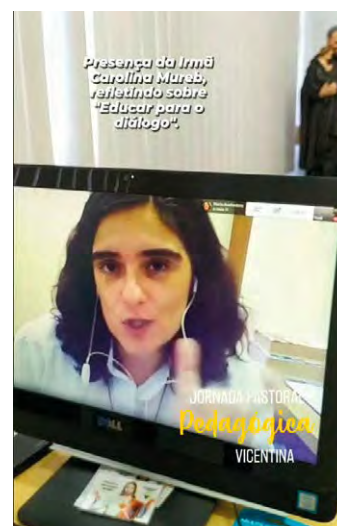 Presença da Irmã
Carolina Mureb,
refletindo sobre
"Educar para o
diálogo".
JORNADA PASTORAL
Pedagógica
VICENTINA
DELL